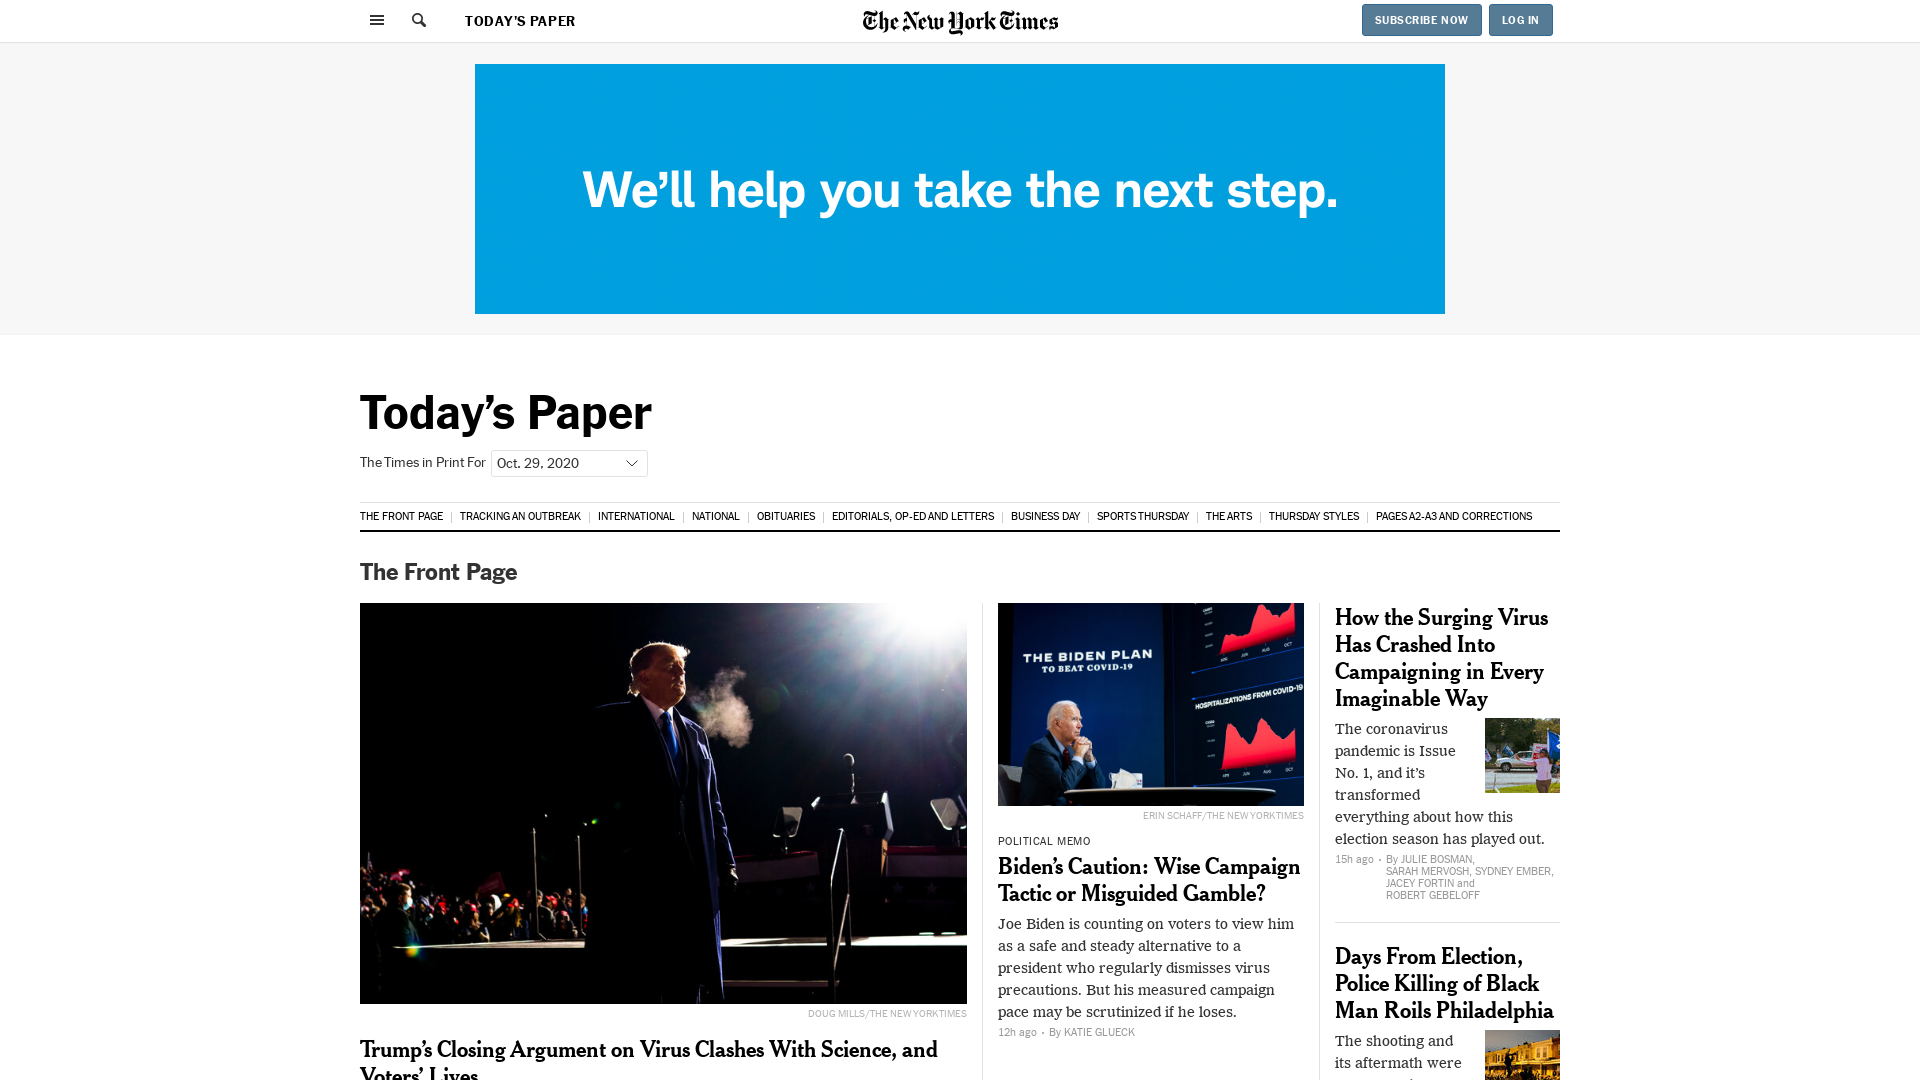 TODAY'S PAPER
The New York Times
SUBSCRIBE NOW
LOG IN
We'll help you take the next step.
Today's Paper
The Times in Print For Oct. 29, 2020
THE FRONT PAGE
TRACKING AN OUTBREAK
INTERNATIONAL
NATIONAL
OBITUARIES
EDITORIALS, OP-ED AND LETTERS
BUSINESS DAY
SPORTS THURSDAY
THE ARTS
THURSDAY STYLES
PAGES A2-A3 AND CORRECTIONS
The Front Page
DOUG MILLS/THE NEW YORK TIMES
Trump's Closing Argument on Virus Clashes With Science, and
Voters' Lives
THE BIDEN PLAN
TO BEAT COVID-19
HOSPITALIZATIONS FROM COVID-19
ERIN SCHAFF/THE NEW YORK TIMES
POLITICAL MEMO
Biden's Caution: Wise Campaign
Tactic or Misguided Gamble?
Joe Biden is counting on voters to view him
as a safe and steady alternative to a
president who regularly dismisses virus
precautions. But his measured campaign
pace may be scrutinized if he loses.
12h ago • By KATIE GLUECK
How the Surging Virus
Has Crashed Into
Campaigning in Every
Imaginable Way
The coronavirus
pandemic is Issue
No. 1, and it's
transformed
everything about how this
election season has played out.
15h ago • By JULIE BOSMAN,
SARAH MERVOSH, SYDNEY EMBER,
JACEY FORTIN and
ROBERT GEBELOFF
Days From Election,
Police Killing of Black
Man Roils Philadelphia
The shooting and
its aftermath were